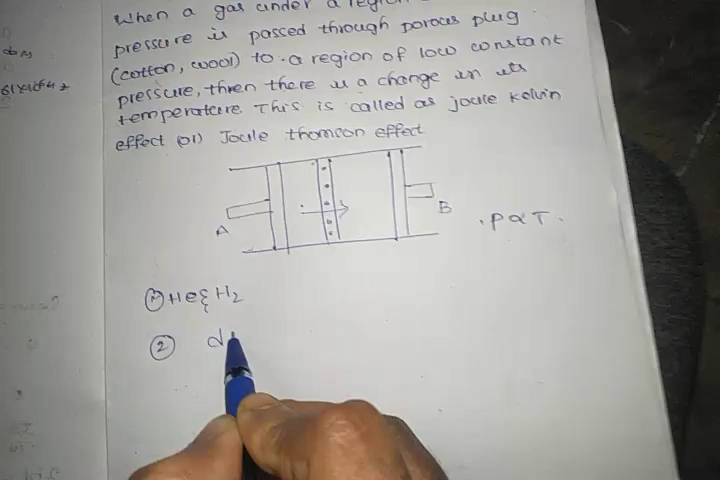 When a gas under a region
pressure is passed through porous plug
(cotton, wool) to a region of low constant
pressure, then there is a change in its
temperature. This is called as joule kelvin
effect (or) Joule thomson effect
A
B
P α T.
① He & H2
② d